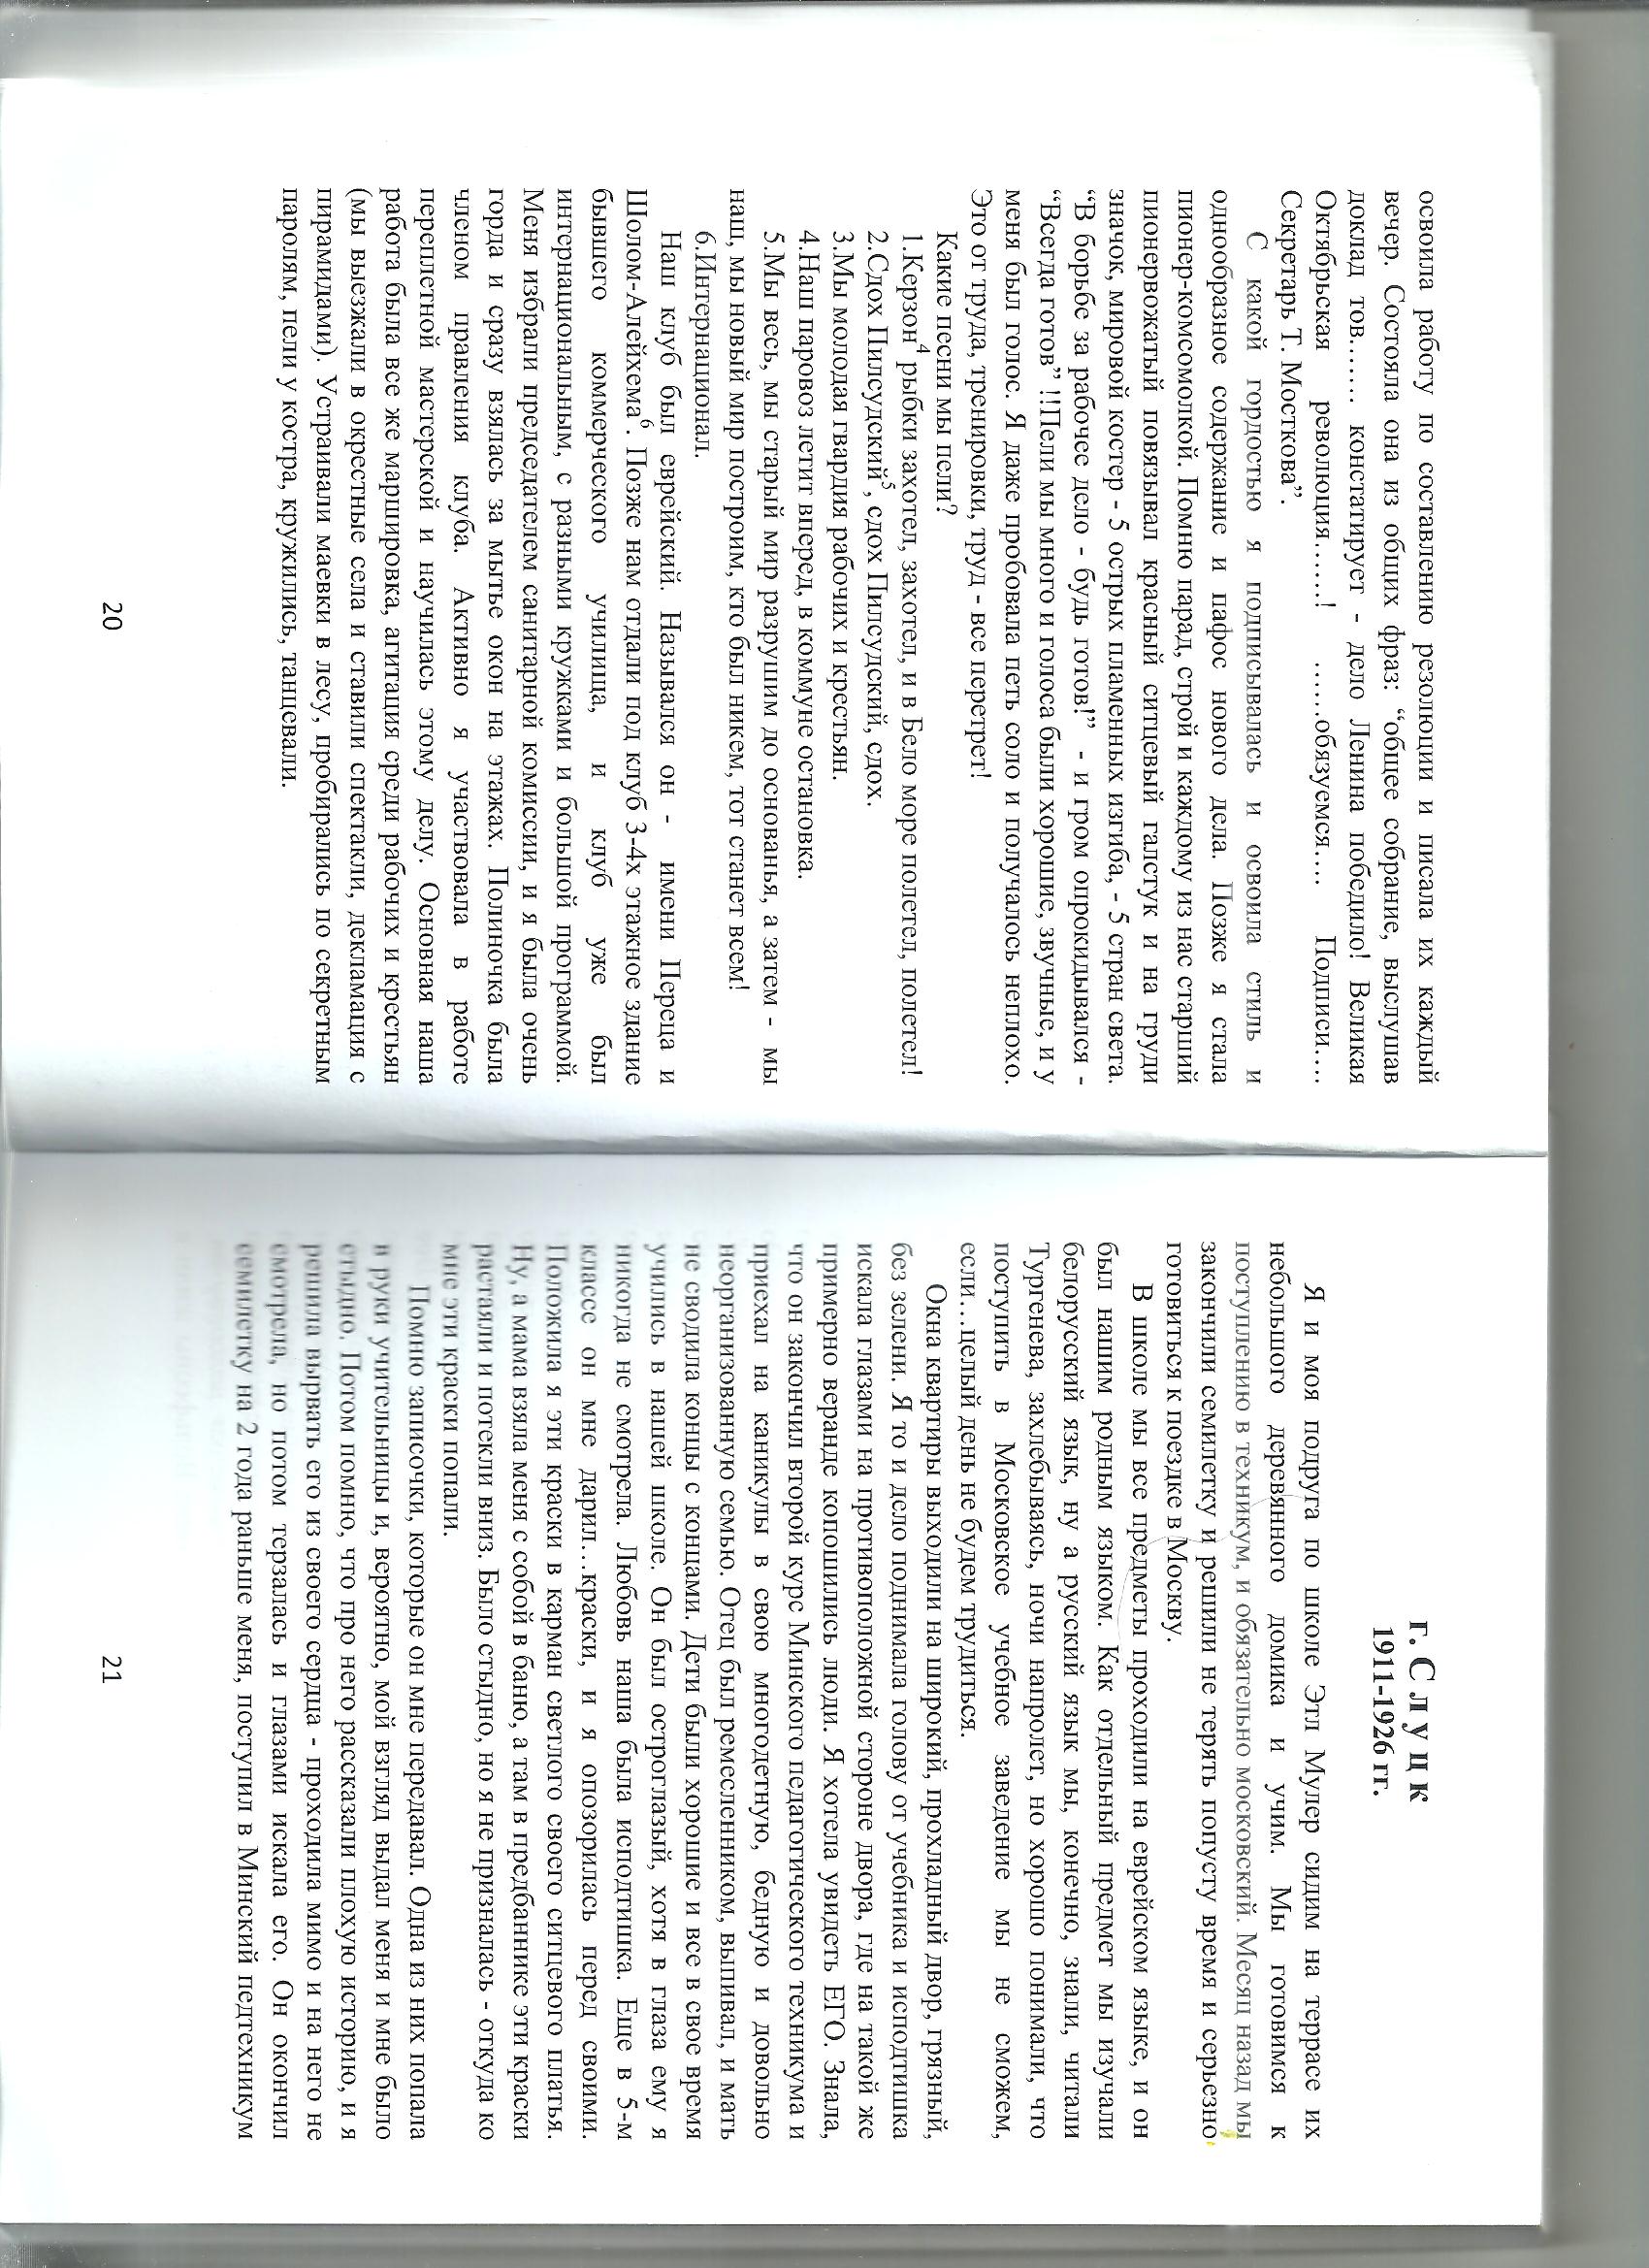 освоила работу по составлению резолюции и писала их каждый
вечер. Состояла она из общих фраз: “общее собрание, выслушав
доклад тов……. констатирует - дело Ленина победило! Великая
Октябрьская революция……! ……обязуемся…. Подписи….
Секретарь Т. Мосткова”.
С какой гордостью я подписывалась и освоила стиль и
однообразное содержание и пафос нового дела. Позже я стала
пионер-комсомолкой. Помню парад, строй и каждому из нас старший
пионервожатый повязывал красный ситцевый галстук и на груди
значок, мировой костер - 5 острых пламенных изгиба, - 5 стран света.
“В борьбе за рабочее дело - будь готов!” - и гром опрокидывался -
“Всегда готов” !!Пели мы много и голоса были хорошие, звучные, и у
меня был голос. Я даже пробовала петь соло и получалось неплохо.
Это от труда, тренировки, труд - все перетрет!
Какие песни мы пели?
1.Керзон⁴ рыбки захотел, захотел, и в Бело море полетел, полетел!
2.Сдох Пилсудский⁵, сдох Пилсудский, сдох.
3.Мы молодая гвардия рабочих и крестьян.
4.Наш паровоз летит вперед, в коммуне остановка.
5.Мы весь, мы старый мир разрушим до основанья, а затем - мы
наш, мы новый мир построим, кто был никем, тот станет всем!
6.Интернационал.
Наш клуб был еврейский. Назывался он - имени Переца и
Шолом-Алейхема⁶. Позже нам отдали под клуб 3-4х этажное здание
бывшего коммерческого училища, и клуб уже был
интернациональным, с разными кружками и большой программой.
Меня избрали председателем санитарной комиссии, и я была очень
горда и сразу взялась за мытье окон на этажах. Полиночка была
членом правления клуба. Активно я участвовала в работе
переплетной мастерской и научилась этому делу. Основная наша
работа была все же маршировка, агитация среди рабочих и крестьян
(мы выезжали в окрестные села и ставили спектакли, декламация с
пирамидами). Устраивали маевки в лесу, пробирались по секретным
паролям, пели у костра, кружились, танцевали.
20
г. С л у ц к
1911-1926 гг.
Я и моя подруга по школе Этл Мулер сидим на террасе их
небольшого деревянного домика и учим. Мы готовимся к
поступлению в техникум, и обязательно московский. Месяц назад мы
закончили семилетку и решили не терять попусту время и серьезно
готовиться к поездке в Москву.
В школе мы все предметы проходили на еврейском языке, и он
был нашим родным языком. Как отдельный предмет мы изучали
белорусский язык, ну а русский язык мы, конечно, знали, читали
Тургенева, захлебываясь, ночи напролет, но хорошо понимали, что
поступить в Московское учебное заведение мы не сможем,
если…целый день не будем трудиться.
Окна квартиры выходили на широкий, прохладный двор, грязный,
без зелени. Я то и дело поднимала голову от учебника и исподтишка
искала глазами на противоположной стороне двора, где на такой же
примерно веранде копошились люди. Я хотела увидеть ЕГО. Знала,
что он закончил второй курс Минского педагогического техникума и
приехал на каникулы в свою многодетную, бедную и довольно
неорганизованную семью. Отец был ремесленником, выпивал, и мать
не сводила концы с концами. Дети были хорошие и все в свое время
учились в нашей школе. Он был остроглазый, хотя в глаза ему я
никогда не смотрела. Любовь наша была исподтишка. Еще в 5-м
классе он мне дарил…краски, и я опозорилась перед своими.
Положила я эти краски в карман светлого своего ситцевого платья.
Ну, а мама взяла меня с собой в баню, а там в предбаннике эти краски
растаяли и потекли вниз. Было стыдно, но я не призналась - откуда ко
мне эти краски попали.
Помню записочки, которые он мне передавал. Одна из них попала
в руки учительницы и, вероятно, мой взгляд выдал меня и мне было
стыдно. Потом помню, что про него рассказали плохую историю, и я
решила вырвать его из своего сердца - проходила мимо и на него не
смотрела, но потом терзалась и глазами искала его. Он окончил
семилетку на 2 года раньше меня, поступил в Минский педтехникум
21